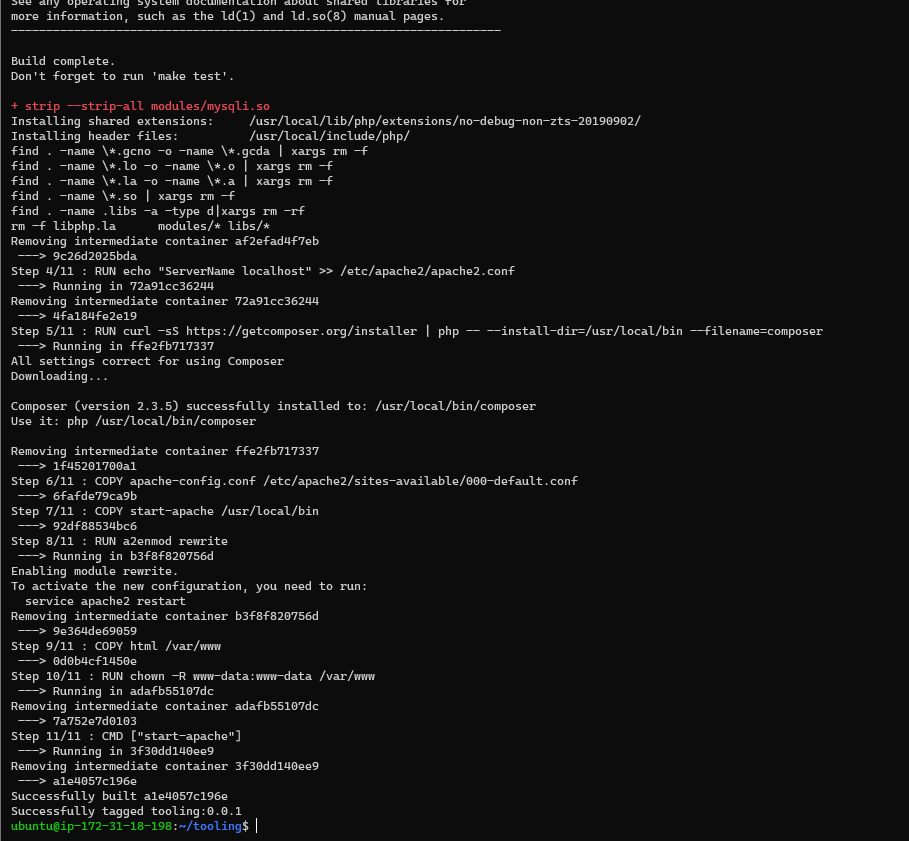 See any operating system documentation about shared libraries for
more information, such as the ld(1) and ld.so(8) manual pages.
----------------------------------------------------------------------
Build complete.
Don't forget to run 'make test'.
+ strip --strip-all modules/mysqli.so
Installing shared extensions:     /usr/local/lib/php/extensions/no-debug-non-zts-20190902/
Installing header files:          /usr/local/include/php/
find . -name \*.gcno -o -name \*.gcda | xargs rm -f
find . -name \*.lo -o -name \*.o | xargs rm -f
find . -name \*.la -o -name \*.a | xargs rm -f
find . -name \*.so | xargs rm -f
find . -name .libs -a -type d|xargs rm -rf
rm -f libphp.la      modules/* libs/*
Removing intermediate container af2efad4f7eb
 ---> 9c26d2025bda
Step 4/11 : RUN echo "ServerName localhost" >> /etc/apache2/apache2.conf
 ---> Running in 72a91cc36244
Removing intermediate container 72a91cc36244
 ---> 4fa184fe2e19
Step 5/11 : RUN curl -sS https://getcomposer.org/installer | php -- --install-dir=/usr/local/bin --filename=composer
 ---> Running in ffe2fb717337
All settings correct for using Composer
Downloading...
Composer (version 2.3.5) successfully installed to: /usr/local/bin/composer
Use it: php /usr/local/bin/composer
Removing intermediate container ffe2fb717337
 ---> 1f45201700a1
Step 6/11 : COPY apache-config.conf /etc/apache2/sites-available/000-default.conf
 ---> 6fafde79ca9b
Step 7/11 : COPY start-apache /usr/local/bin
 ---> 92df88534bc6
Step 8/11 : RUN a2enmod rewrite
 ---> Running in b3f8f820756d
Enabling module rewrite.
To activate the new configuration, you need to run:
  service apache2 restart
Removing intermediate container b3f8f820756d
 ---> 9e364de69059
Step 9/11 : COPY html /var/www
 ---> 0d0b4cf1450e
Step 10/11 : RUN chown -R www-data:www-data /var/www
 ---> Running in adafb55107dc
Removing intermediate container adafb55107dc
 ---> 7a752e7d0103
Step 11/11 : CMD ["start-apache"]
 ---> Running in 3f30dd140ee9
Removing intermediate container 3f30dd140ee9
 ---> a1e4057c196e
Successfully built a1e4057c196e
Successfully tagged tooling:0.0.1
ubuntu@ip-172-31-18-198:~/tooling$